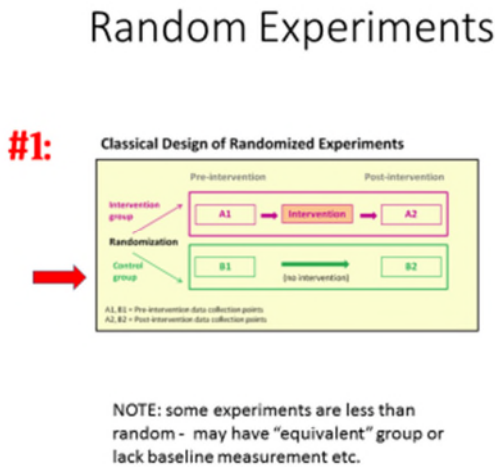 Random Experiments
#1:
Classical Design of Randomized Experiments
Pre-intervention Post-intervention
Intervention
group
A1 Intervention A2
Randomization
Control
group
B1 (no intervention) B2
A1, B1 = Pre-intervention data collection points
A2, B2 = Post-intervention data collection points
NOTE: some experiments are less than
random - may have “equivalent” group or
lack baseline measurement etc.